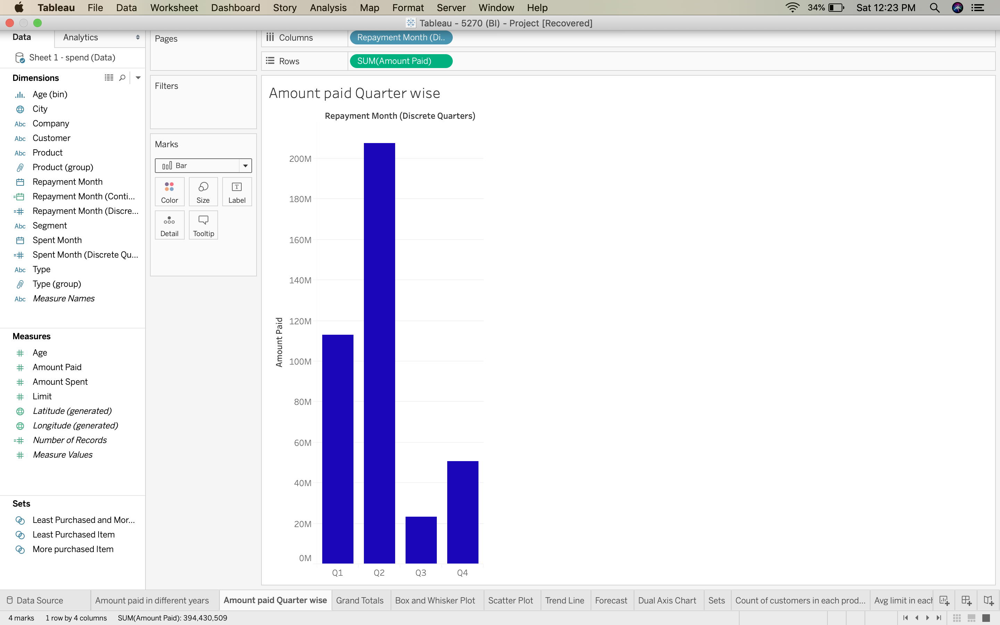 Tableau File Data Worksheet Dashboard Story Analysis Map Format Server Window Help 34% Sat 12:23 PM
Tableau - 5270 (BI) - Project [Recovered]
Data Analytics
Sheet 1 - spend (Data)
Dimensions
Age (bin)
City
Abc Company
Abc Customer
Abc Product
Product (group)
Repayment Month
Repayment Month (Conti...
Repayment Month (Discre...
Abc Segment
Spent Month
Spent Month (Discrete Qu...
Abc Type
Type (group)
Abc Measure Names
Measures
Age
Amount Paid
Amount Spent
Limit
Latitude (generated)
Longitude (generated)
Number of Records
Measure Values
Sets
Least Purchased and Mor...
Least Purchased Item
More purchased Item
Pages
Filters
Marks
Bar
Color Size Label
Detail Tooltip
Columns Repayment Month (Di..
Rows SUM(Amount Paid)
Amount paid Quarter wise
Repayment Month (Discrete Quarters)
Amount Paid
200M
180M
160M
140M
120M
100M
80M
60M
40M
20M
0M
Q1 Q2 Q3 Q4
Data Source Amount paid in different years Amount paid Quarter wise Grand Totals Box and Whisker Plot Scatter Plot Trend Line Forecast Dual Axis Chart Sets Count of customers in each prod... Avg limit in each
4 marks 1 row by 4 columns SUM(Amount Paid): 394,430,509